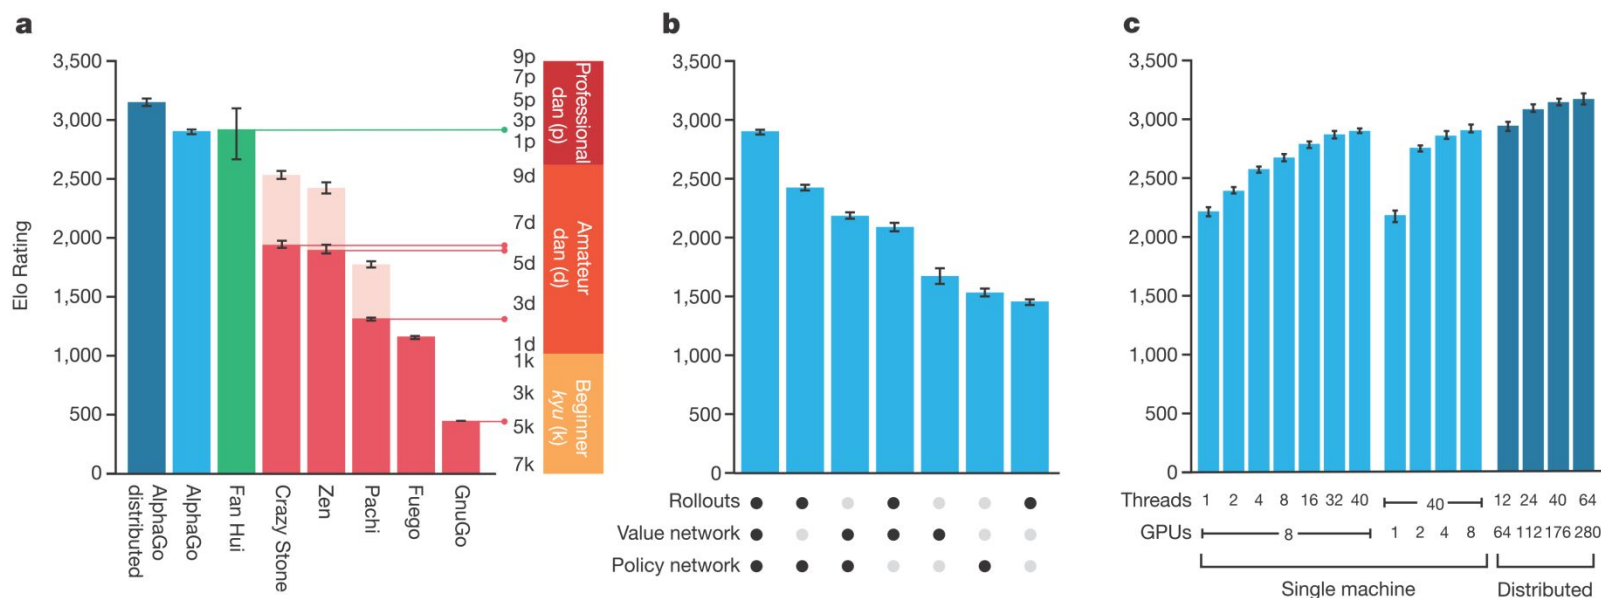 a
Elo Rating
3,500
3,000
2,500
2,000
1,500
1,000
500
0
AlphaGo
distributed
AlphaGo
Fan Hui
Crazy Stone
Zen
Pachi
Fuego
GnuGo
9p
7p
5p
3p
1p
9d
7d
5d
3d
1d
1k
3k
5k
7k
Professional
dan (p)
Amateur
dan (d)
Beginner
kyu (k)
b
3,500
3,000
2,500
2,000
1,500
1,000
500
0
Rollouts
Value network
Policy network
c
3,500
3,000
2,500
2,000
1,500
1,000
500
0
Threads 1 2 4 8 16 32 40 40 12 24 40 64
GPUs 8 1 2 4 8 64 112 176 280
Single machine Distributed